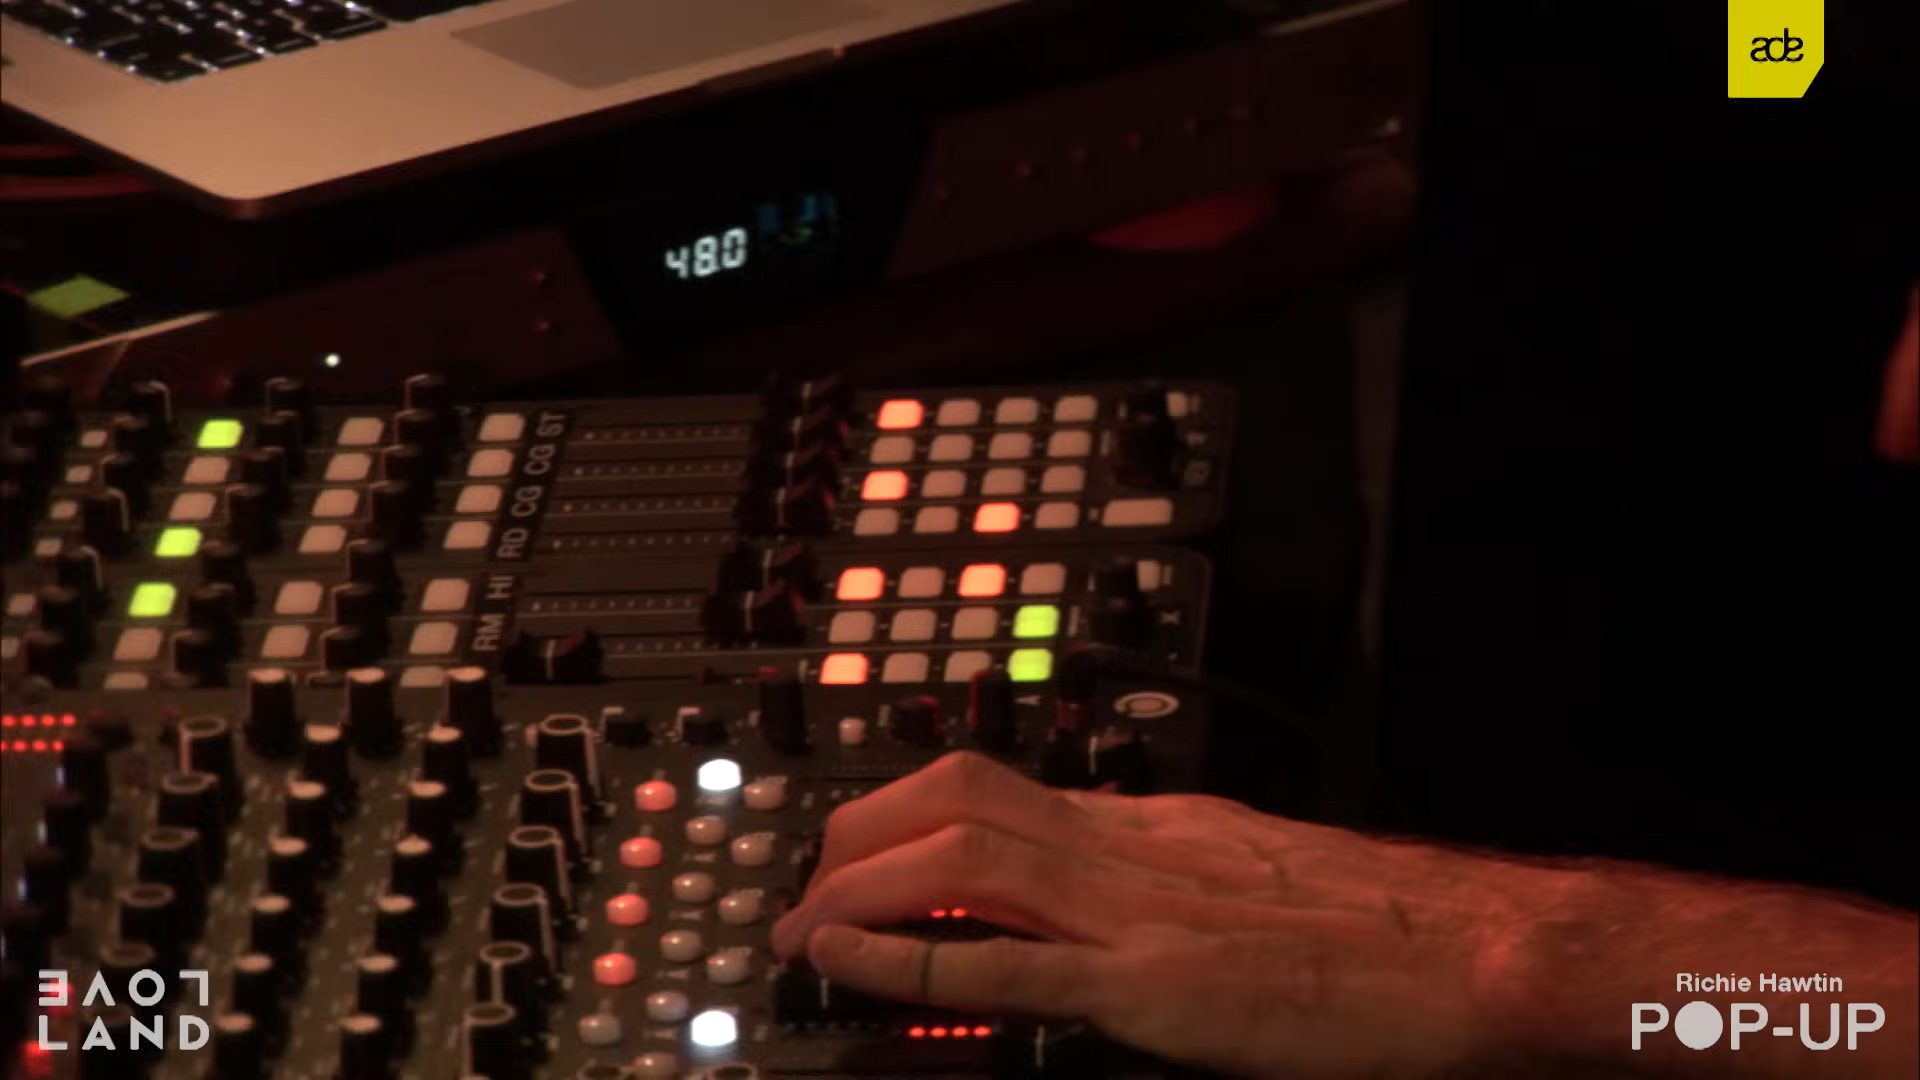 ade
48.0
ST
CG
CG
RD
HI
RM
X
A
LOVE
LAND
Richie Hawtin
POP-UP